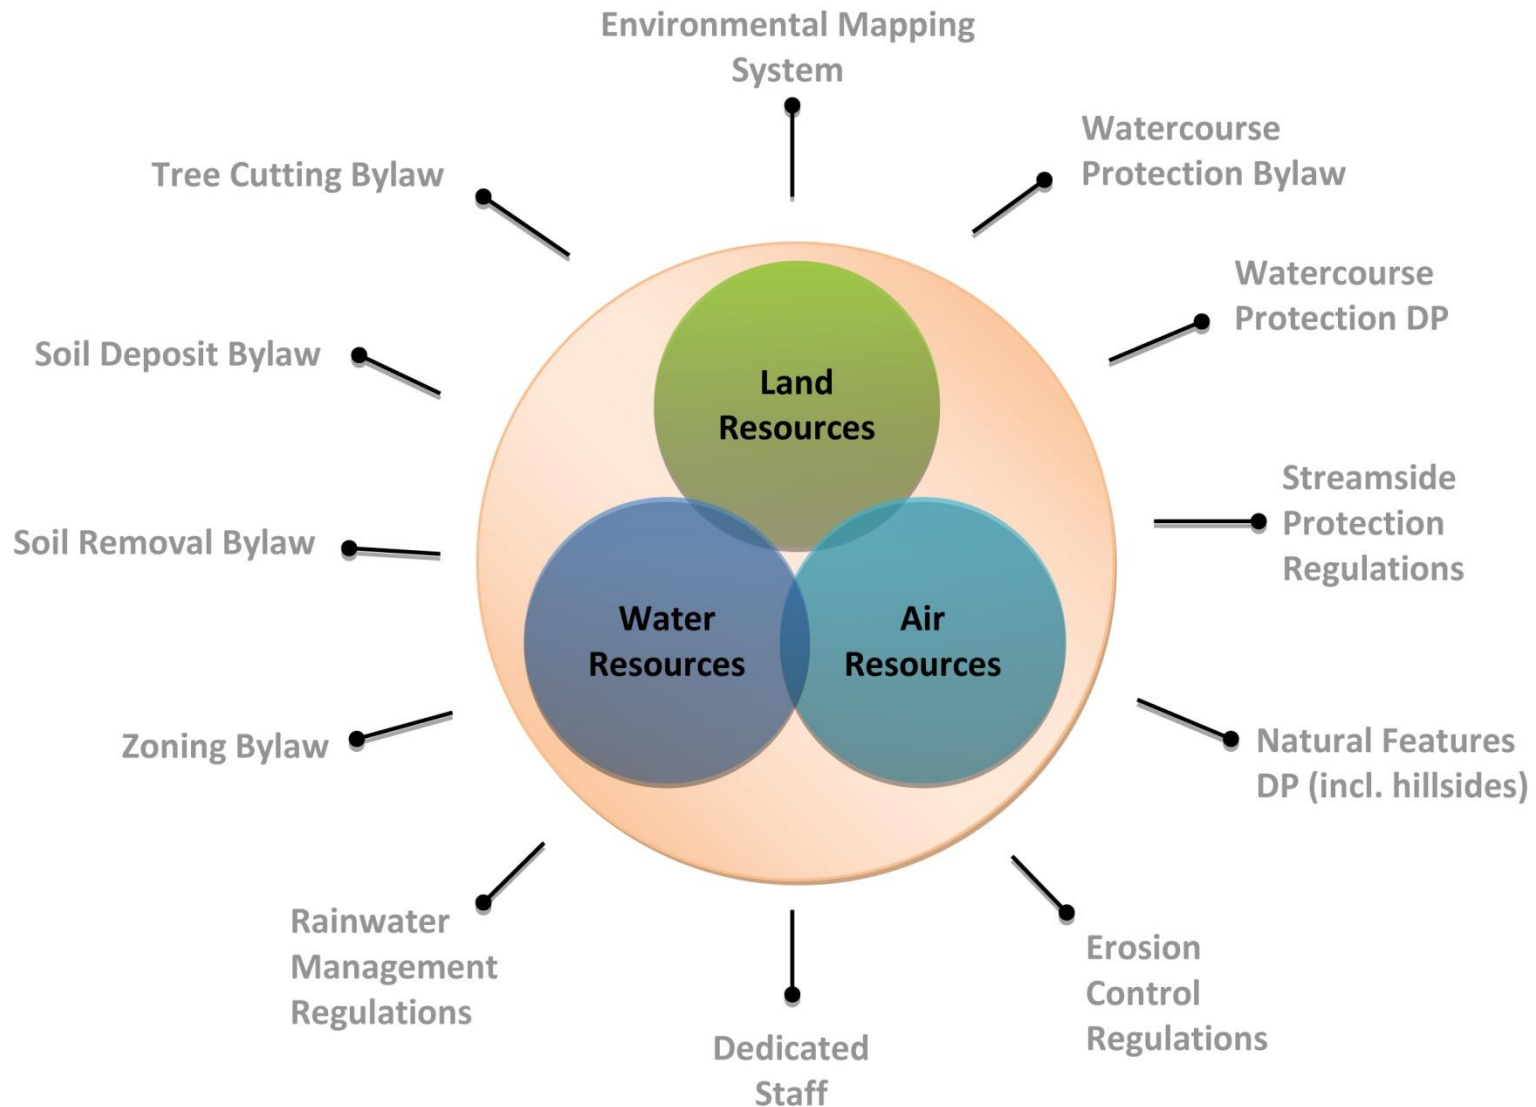 Environmental Mapping
System
Watercourse
Protection Bylaw
Tree Cutting Bylaw
Watercourse
Protection DP
Soil Deposit Bylaw
Land
Resources
Streamside
Protection
Regulations
Soil Removal Bylaw
Water
Resources
Air
Resources
Zoning Bylaw
Natural Features
DP (incl. hillsides)
Rainwater
Management
Regulations
Erosion
Control
Regulations
Dedicated
Staff